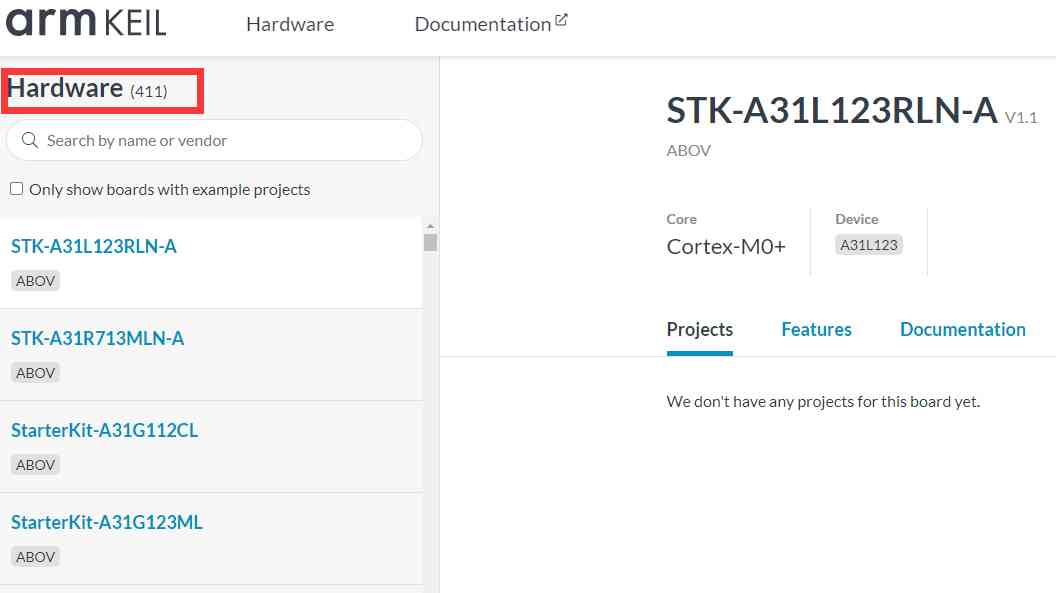 arm KEIL
Hardware
Documentation
Hardware (411)
Search by name or vendor
Only show boards with example projects
STK-A31L123RLN-A
ABOV
STK-A31R713MLN-A
ABOV
StarterKit-A31G112CL
ABOV
StarterKit-A31G123ML
ABOV
STK-A31L123RLN-A V1.1
ABOV
Core
Cortex-M0+
Device
A31L123
Projects
Features
Documentation
We don't have any projects for this board yet.